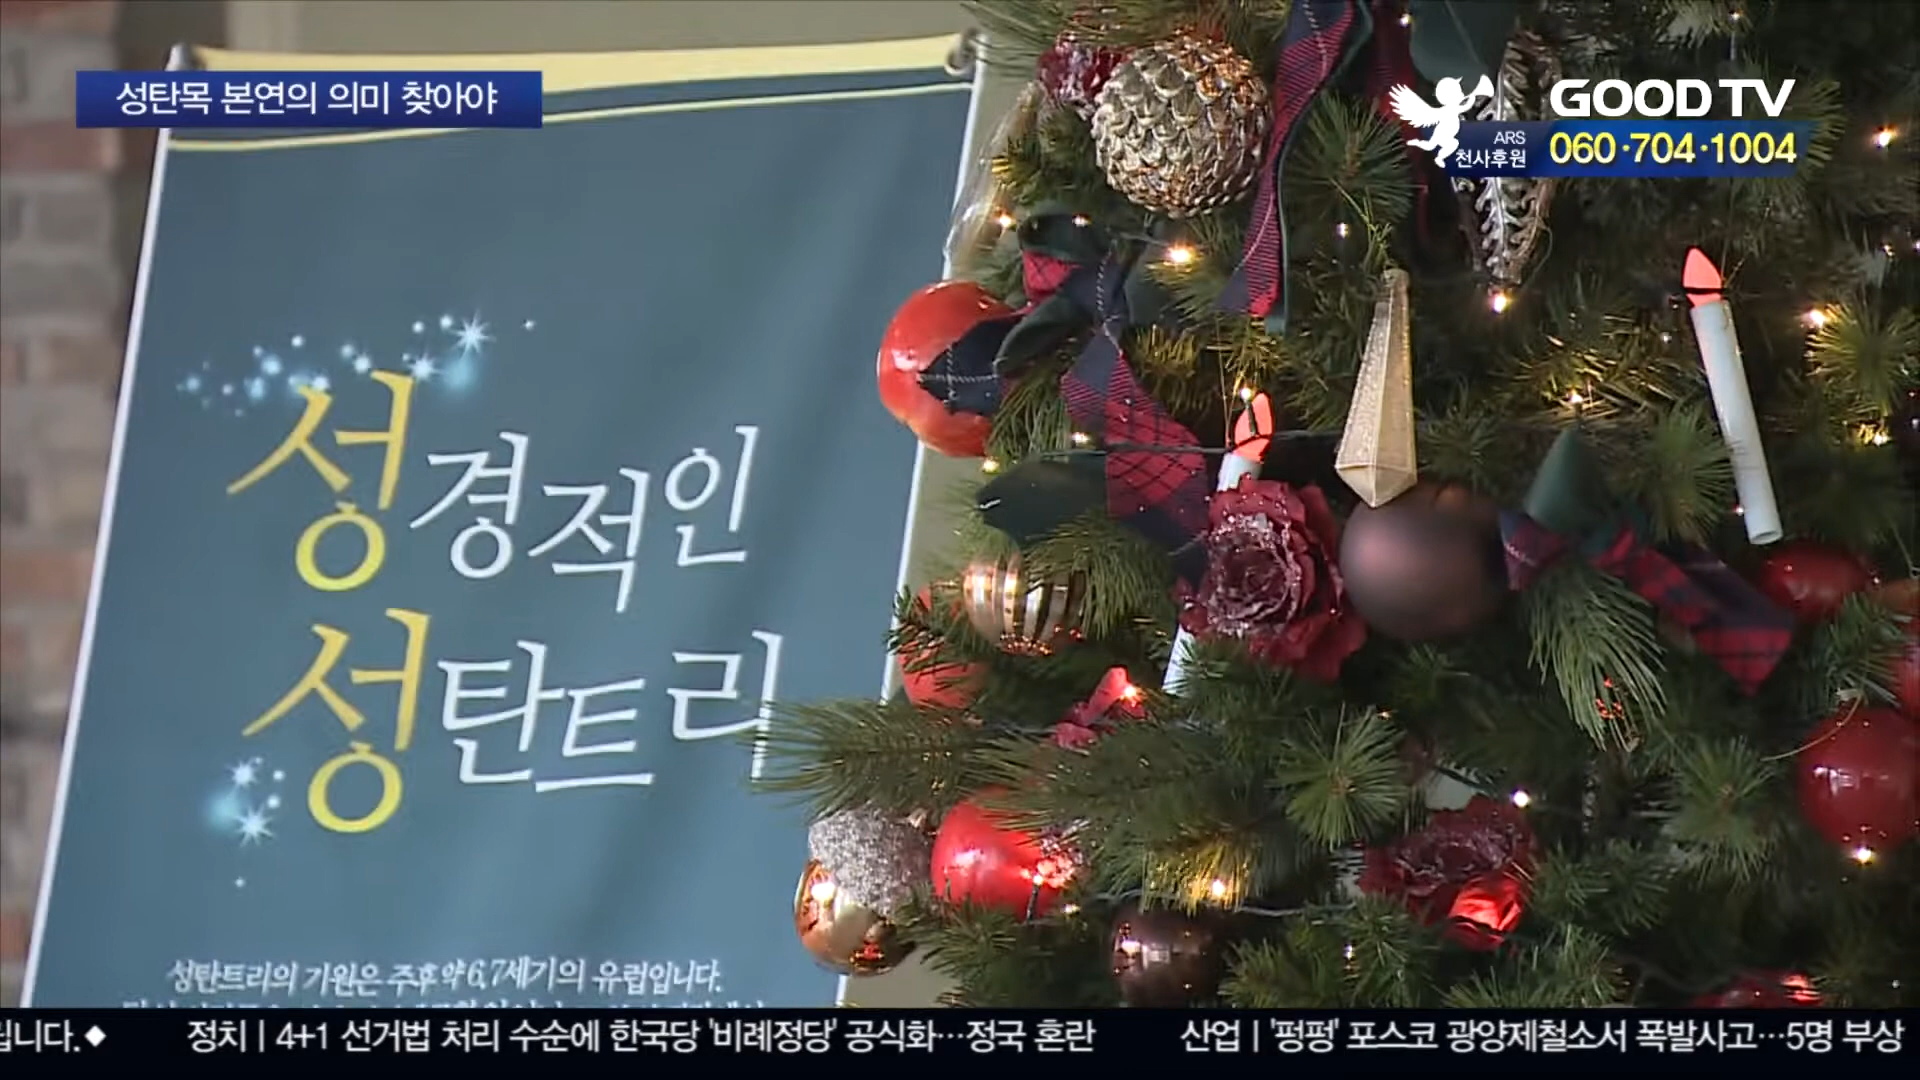 성탄목 본연의 의미 찾아야
GOOD TV
ARS
천사후원
060·704·1004
성경적인
성탄트리
성탄트리의 기원은 주후 약 6,7세기의 유럽입니다.
립니다.◆ 정치 | 4+1 선거법 처리 수순에 한국당 '비례정당' 공식화…정국 혼란 산업 | '펑펑' 포스코 광양제철소서 폭발사고…5명 부상